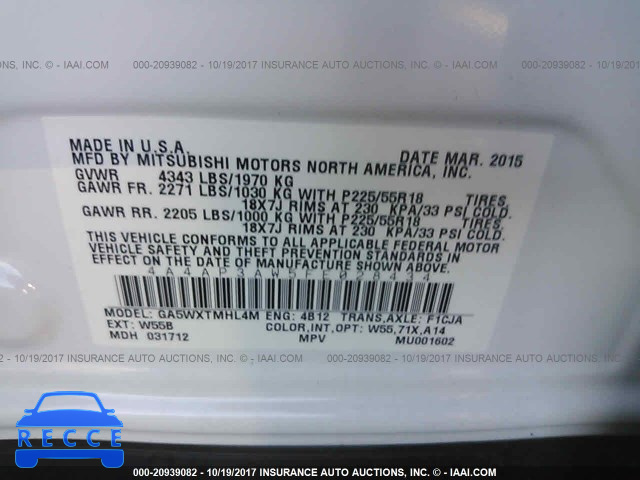 INC. - IAAI.COM 000-20939082 - 10/19/2017 INSURANCE AUTO AUCTIONS, INC. - IAAI.COM 000-20939082 - 10/19/2017
MADE IN U.S.A. DATE MAR. 2015
MFD BY MITSUBISHI MOTORS NORTH AMERICA, INC.
GVWR 4343 LBS/1970 KG
GAWR FR. 2271 LBS/1030 KG WITH P225/55R18 TIRES,
18X7J RIMS AT 230 KPA/33 PSI COLD.
GAWR RR. 2205 LBS/1000 KG WITH P225/55R18 TIRES,
18X7J RIMS AT 230 KPA/33 PSI COLD.
THIS VEHICLE CONFORMS TO ALL APPLICABLE FEDERAL MOTOR
VEHICLE SAFETY AND THEFT PREVENTION STANDARDS IN
EFFECT ON THE DATE OF MANUFACTURE SHOWN ABOVE.
4A4AP3AW5FE028434
MODEL: GA5WXTMHL4M ENG: 4B12 TRANS,AXLE: F1CJA
EXT: W55B COLOR,INT,OPT: W55,71X,A14
MDH 031712 MPV MU001602
INC. - IAAI.COM 000-20939082 - 10/19/2017 INSURANCE AUTO AUCTIONS, INC. - IAAI.COM 000-20939082 - 10/19/2017
RECCE
000-20939082 - 10/19/2017 INSURANCE AUTO AUCTIONS, INC. - IAAI.COM